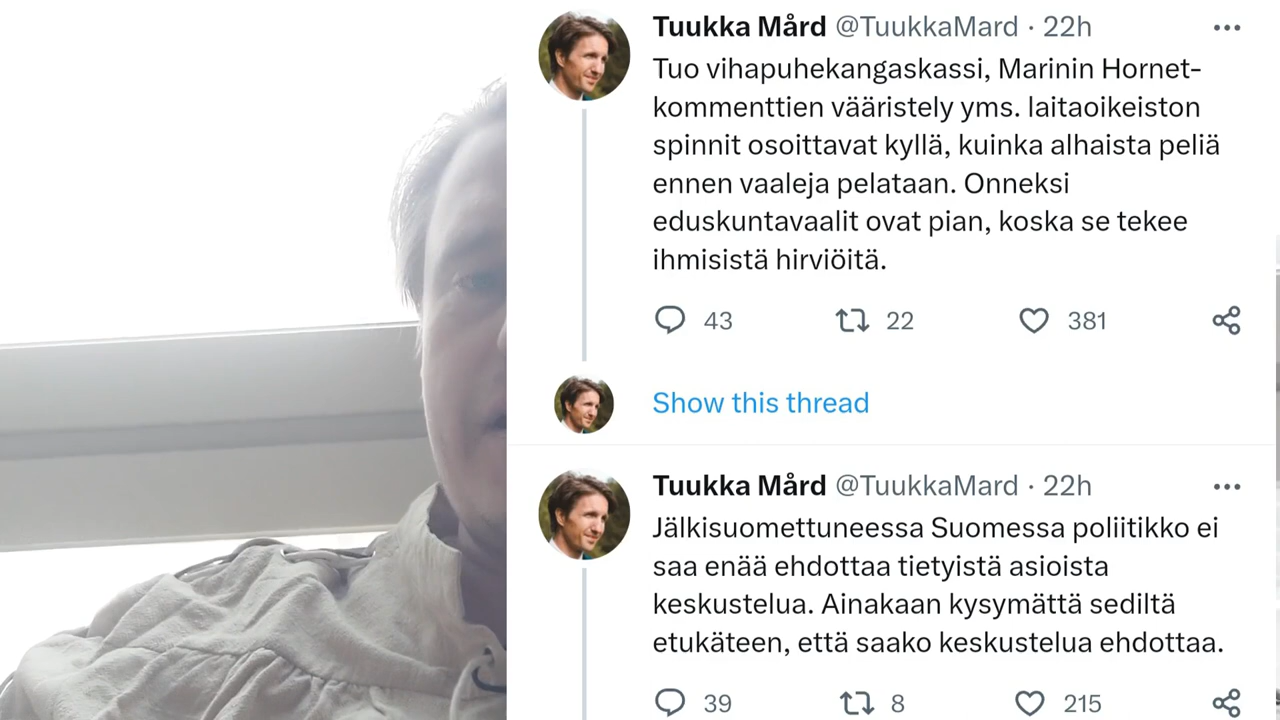 Tuukka Mård @TuukkaMard · 22h
Tuo vihapuhekangaskassi, Marinin Hornet-
kommenttien vääristely yms. laitaoikeiston
spinnit osoittavat kyllä, kuinka alhaista peliä
ennen vaaleja pelataan. Onneksi
eduskuntavaalit ovat pian, koska se tekee
ihmisistä hirviöitä.
43 22 381
Show this thread
Tuukka Mård @TuukkaMard · 22h
Jälkisuomettuneessa Suomessa poliitikko ei
saa enää ehdottaa tietyistä asioista
keskustelua. Ainakaan kysymättä sediltä
etukäteen, että saako keskustelua ehdottaa.
39 8 215